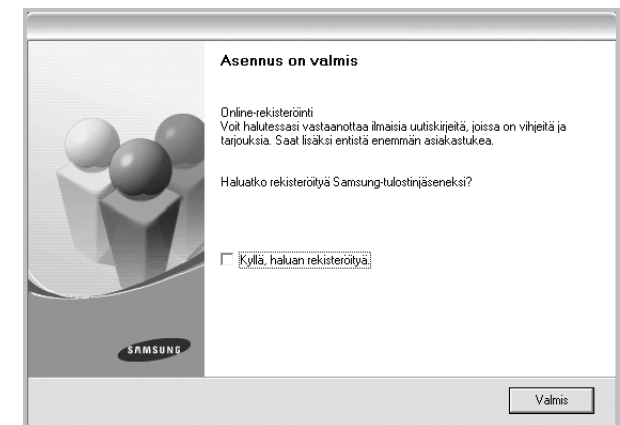 Asennus on valmis
Online-rekisteröinti
Voit halutessasi vastaanottaa ilmaisia uutiskirjeitä, joissa on vihjeitä ja
tarjouksia. Saat lisäksi entistä enemmän asiakastukea.
Haluatko rekisteröityä Samsung-tulostinjäseneksi?
Kyllä, haluan rekisteröityä.
SAMSUNG
Valmis